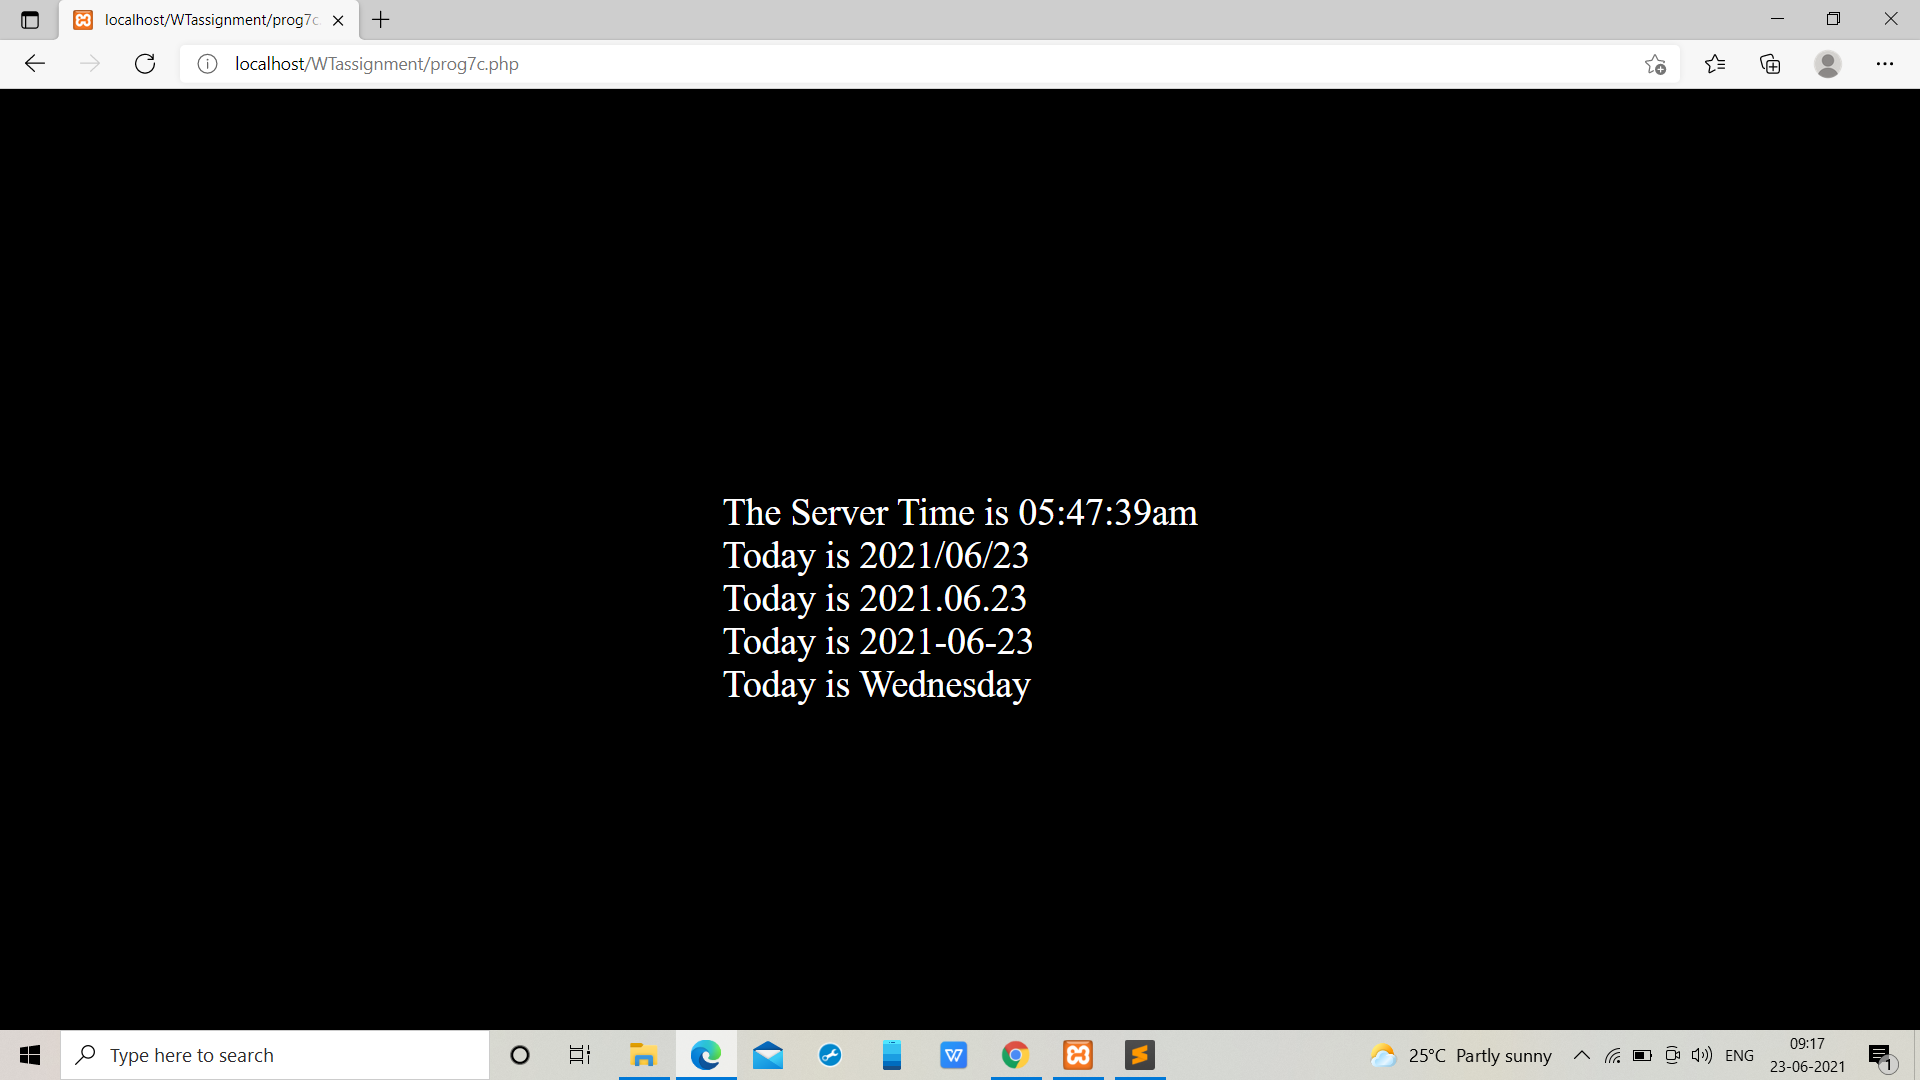 localhost/WTassignment/prog7c
localhost/WTassignment/prog7c.php
The Server Time is 05:47:39am
Today is 2021/06/23
Today is 2021.06.23
Today is 2021-06-23
Today is Wednesday
Type here to search
W
25°C Partly sunny
ENG
09:17
23-06-2021
1